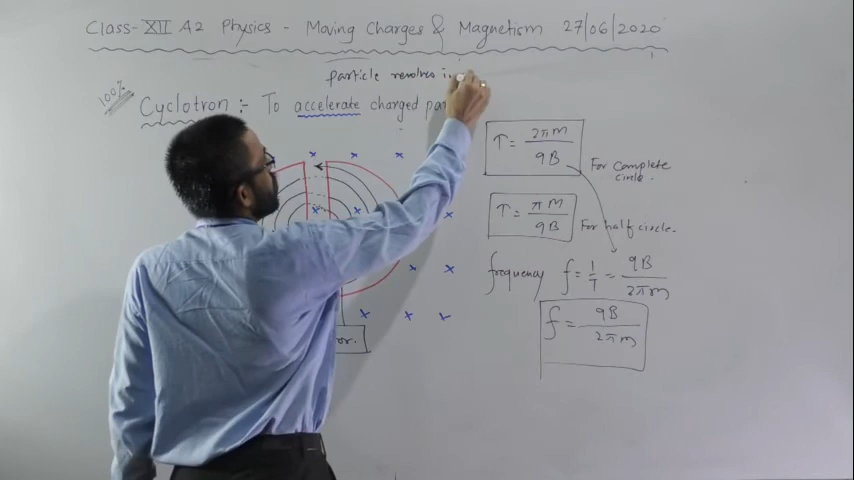 Class-XII A2 Physics - Moving Charges & Magnetism 27/06/2020
particle revolves i
100%
Cyclotron :- To accelerate charged par
T = 2πm / qB
For Complete circle.
T = πm / qB
For half circle.
frequency f = 1/T = qB / 2πm
f = qB / 2πm
or.